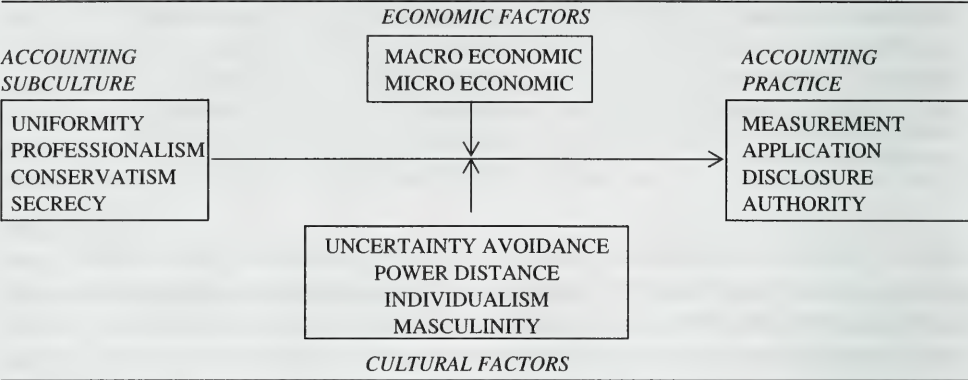 ECONOMIC FACTORS
ACCOUNTING
SUBCULTURE
MACRO ECONOMIC
MICRO ECONOMIC
ACCOUNTING
PRACTICE
UNIFORMITY
PROFESSIONALISM
CONSERVATISM
SECRECY
MEASUREMENT
APPLICATION
DISCLOSURE
AUTHORITY
UNCERTAINTY AVOIDANCE
POWER DISTANCE
INDIVIDUALISM
MASCULINITY
CULTURAL FACTORS